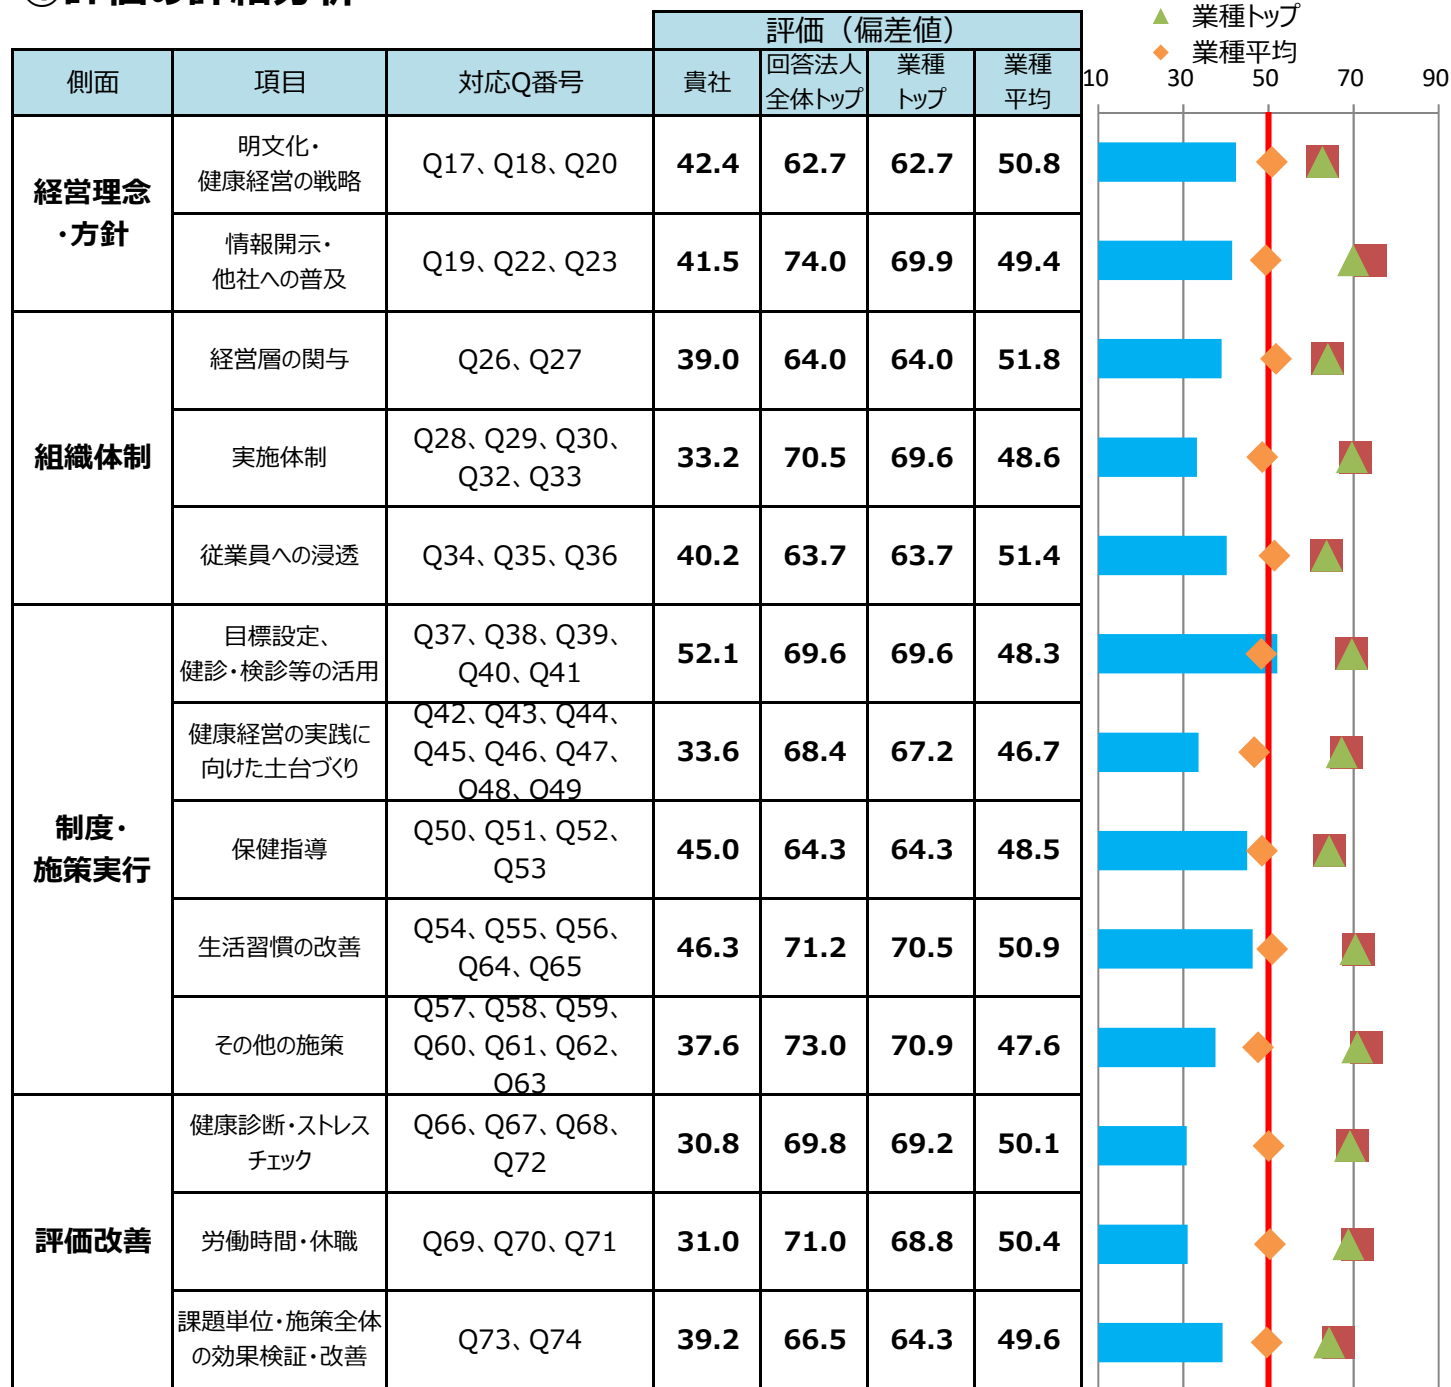 ①評価の詳細分析
▲ 業種トップ
◆ 業種平均
評価（偏差値）
側面 項目 対応Q番号 貴社 回答法人 業種 業種
全体トップ トップ 平均
10 30 50 70 90
経営理念
・方針
明文化・
健康経営の戦略
Q17、Q18、Q20 42.4 62.7 62.7 50.8
情報開示・
他社への普及
Q19、Q22、Q23 41.5 74.0 69.9 49.4
組織体制
経営層の関与 Q26、Q27 39.0 64.0 64.0 51.8
実施体制
Q28、Q29、Q30、
Q32、Q33
33.2 70.5 69.6 48.6
従業員への浸透 Q34、Q35、Q36 40.2 63.7 63.7 51.4
制度・
施策実行
目標設定、
健診・検診等の活用
Q37、Q38、Q39、
Q40、Q41
52.1 69.6 69.6 48.3
健康経営の実践に
向けた土台づくり
Q42、Q43、Q44、
Q45、Q46、Q47、
Q48、Q49
33.6 68.4 67.2 46.7
保健指導
Q50、Q51、Q52、
Q53
45.0 64.3 64.3 48.5
生活習慣の改善
Q54、Q55、Q56、
Q64、Q65
46.3 71.2 70.5 50.9
その他の施策
Q57、Q58、Q59、
Q60、Q61、Q62、
Q63
37.6 73.0 70.9 47.6
評価改善
健康診断・ストレス
チェック
Q66、Q67、Q68、
Q72
30.8 69.8 69.2 50.1
労働時間・休職 Q69、Q70、Q71 31.0 71.0 68.8 50.4
課題単位・施策全体
の効果検証・改善
Q73、Q74 39.2 66.5 64.3 49.6